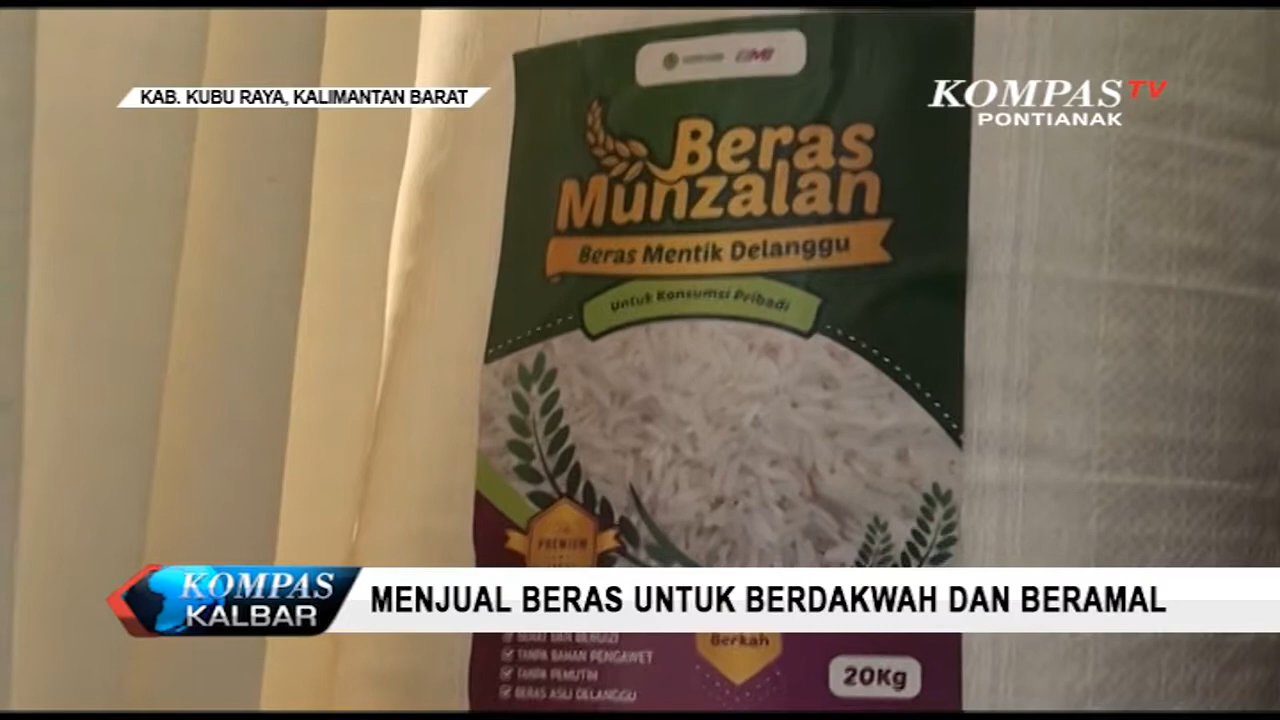 KAB. KUBU RAYA, KALIMANTAN BARAT
KOMPAS TV
PONTIANAK
BMI
Beras
Munzalan
Beras Mentik Delanggu
Untuk Konsumsi Pribadi
PREMIUM
KOMPAS
KALBAR
MENJUAL BERAS UNTUK BERDAKWAH DAN BERAMAL
Berkah
TANPA BAHAN PENGAWET
TANPA PEMUTIH
BERAS ASLI DELANGGU
20Kg